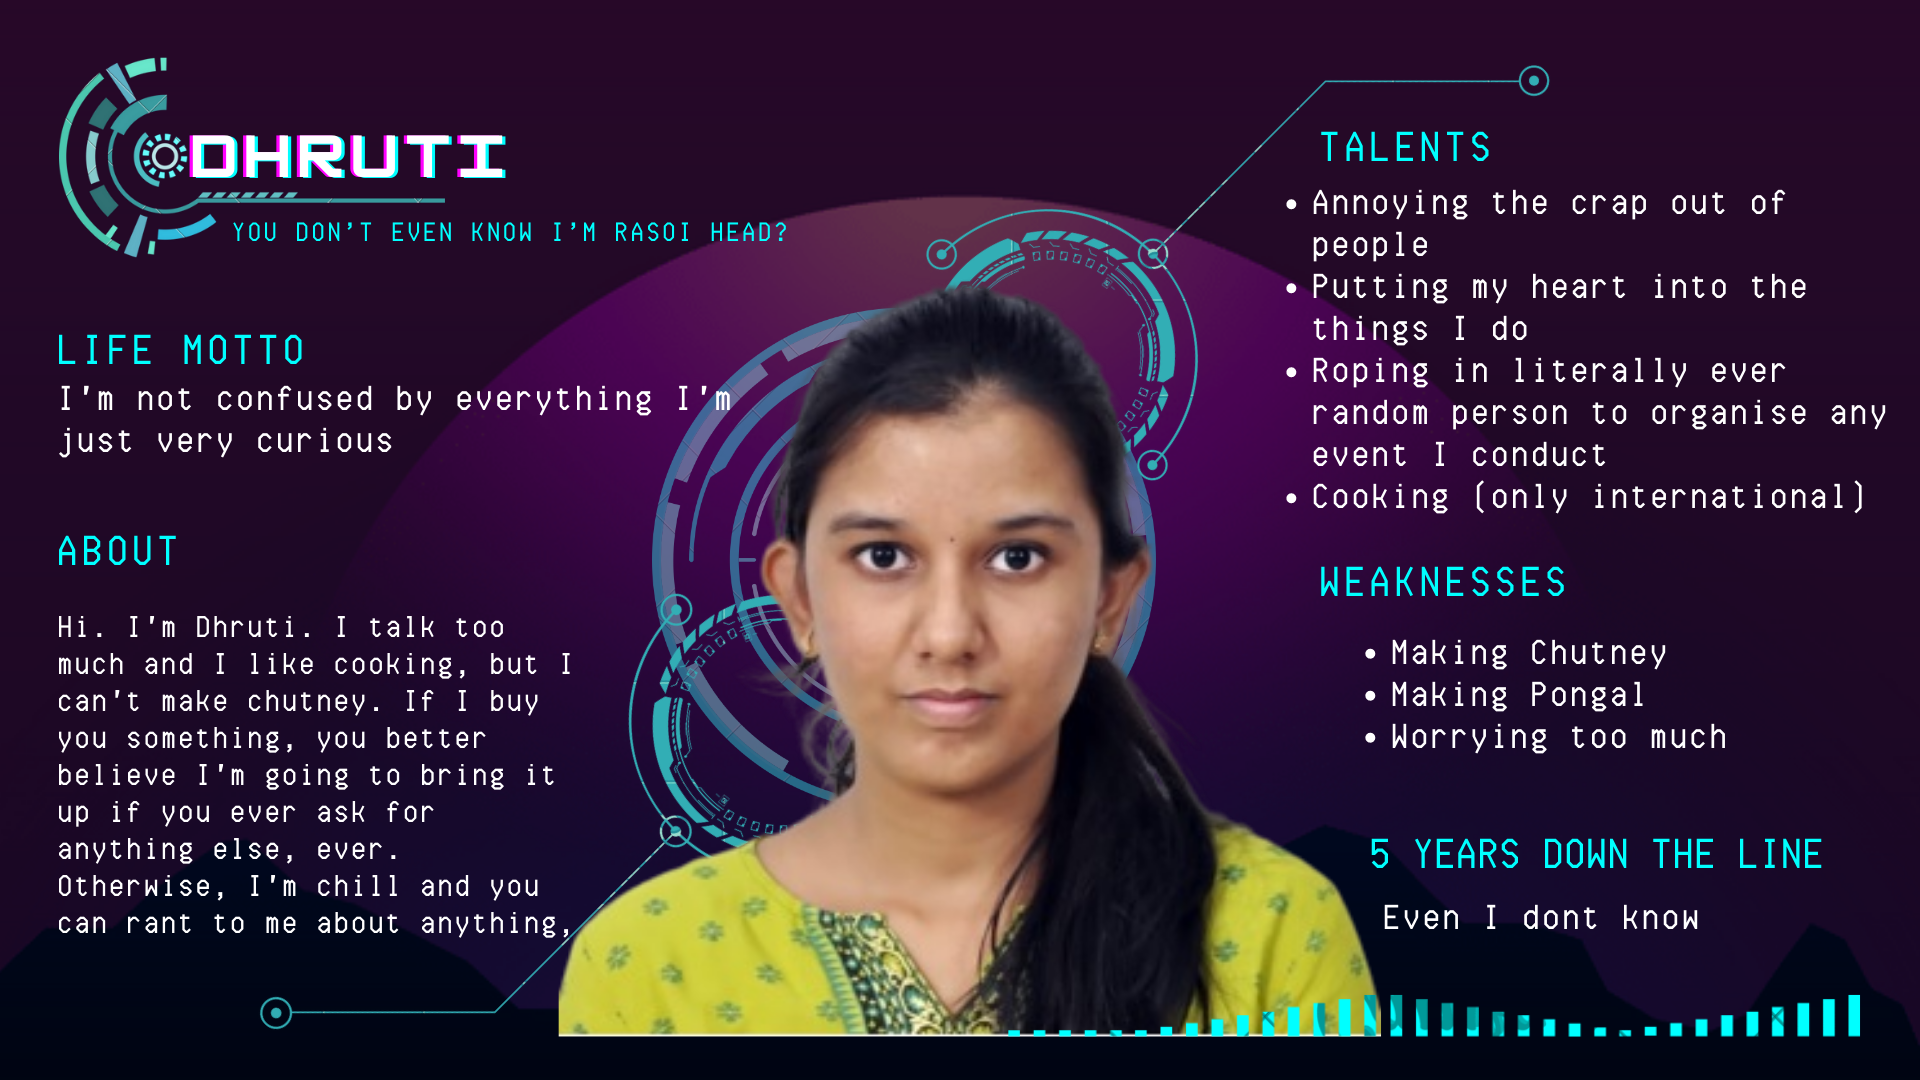 DHRUTI
YOU DON'T EVEN KNOW I'M RASOI HEAD?
LIFE MOTTO
I'm not confused by everything I'm
just very curious
ABOUT
Hi. I'm Dhruti. I talk too
much and I like cooking, but I
can't make chutney. If I buy
you something, you better
believe I'm going to bring it
up if you ever ask for
anything else, ever.
Otherwise, I'm chill and you
can rant to me about anything,
TALENTS
• Annoying the crap out of
people
• Putting my heart into the
things I do
• Roping in literally ever
random person to organise any
event I conduct
• Cooking (only international)
WEAKNESSES
• Making Chutney
• Making Pongal
• Worrying too much
5 YEARS DOWN THE LINE
Even I dont know